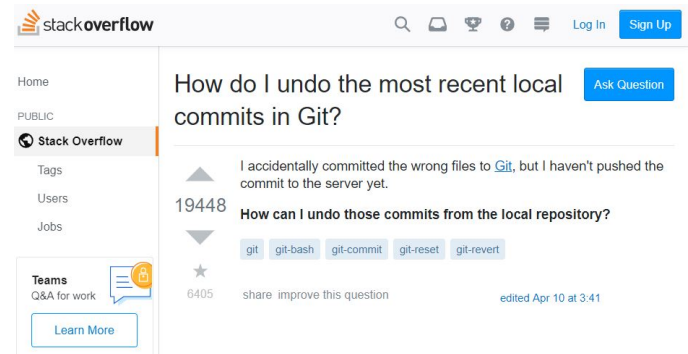 stackoverflow
Log In
Sign Up
Home
PUBLIC
Stack Overflow
Tags
Users
Jobs
Teams
Q&A for work
Learn More
How do I undo the most recent local
commits in Git?
Ask Question
I accidentally committed the wrong files to Git, but I haven't pushed the
commit to the server yet.
19448
How can I undo those commits from the local repository?
git git-bash git-commit git-reset git-revert
6405
share improve this question
edited Apr 10 at 3:41